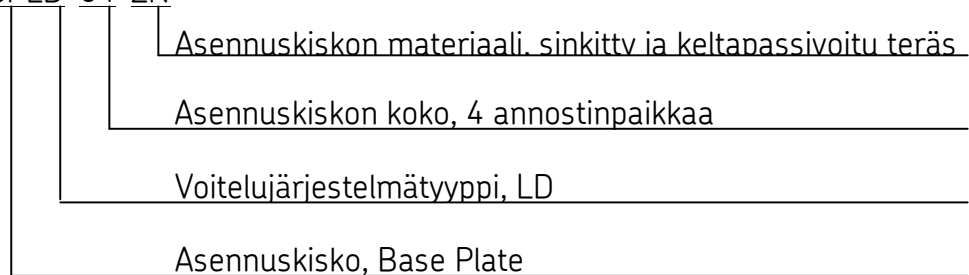 Asennuskiskon materiaali, sinkitty ja keltapassivoitu teräs
Asennuskiskon koko, 4 annostinpaikkaa
Voitelujärjestelmätyyppi, LD
Asennuskisko, Base Plate